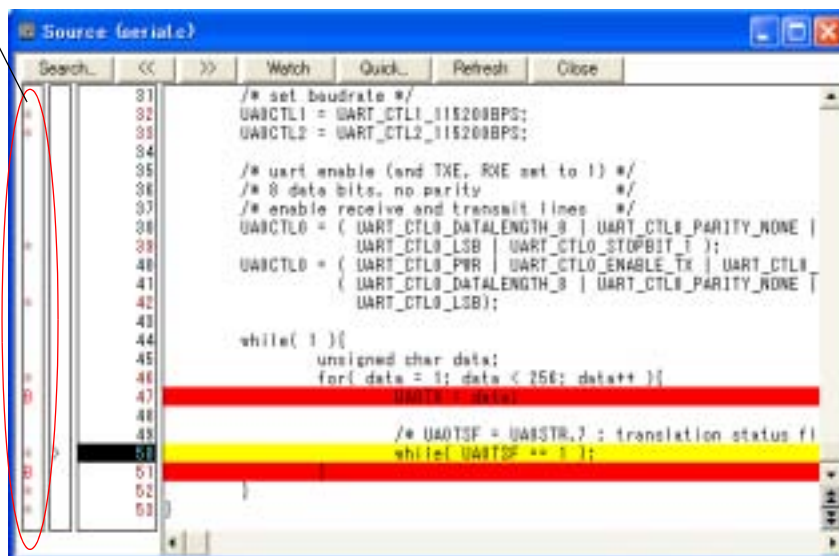 Source (serial.c)
Search... << >> Watch Quick... Refresh Close
31 /* set baudrate */
* 32 UA0CTL1 = UART_CTL1_115200BPS;
* 33 UA0CTL2 = UART_CTL2_115200BPS;
34
35 /* uart enable (and TXE, RXE set to 1) */
36 /* 8 data bits, no parity */
37 /* enable receive and transmit lines */
38 UA0CTL0 = ( UART_CTL0_DATALENGTH_8 | UART_CTL0_PARITY_NONE |
* 39 UART_CTL0_LSB | UART_CTL0_STOPBIT_1 );
40 UA0CTL0 = ( UART_CTL0_PWR | UART_CTL0_ENABLE_TX | UART_CTL0_
41 ( UART_CTL0_DATALENGTH_8 | UART_CTL0_PARITY_NONE |
* 42 UART_CTL0_LSB);
43
44 while( 1 ){
45 unsigned char data;
* 46 for( data = 1; data < 256; data++ ){
B 47 UA0TX = data;
48
49 /* UA0TSF = UA0STR.7 : translation status fl
* > 50 while( UA0TSF == 1 );
B 51 }
* 52 }
* 53 }